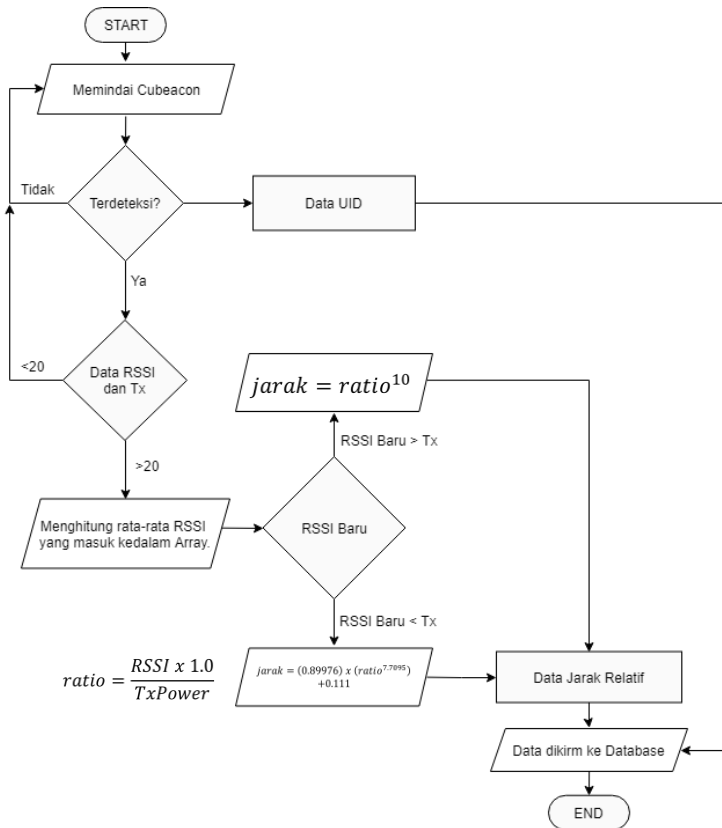 START
Memindai Cubeacon
Tidak
Terdeteksi?
Data UID
Ya
<20
Data RSSI
dan Tx
jarak = ratio^10
RSSI Baru > Tx
>20
Menghitung rata-rata RSSI
yang masuk kedalam Array.
RSSI Baru
RSSI Baru < Tx
ratio = RSSI x 1.0 / TxPower
jarak = (0.89976) x (ratio^7.7095)
+0.111
Data Jarak Relatif
Data dikirm ke Database
END